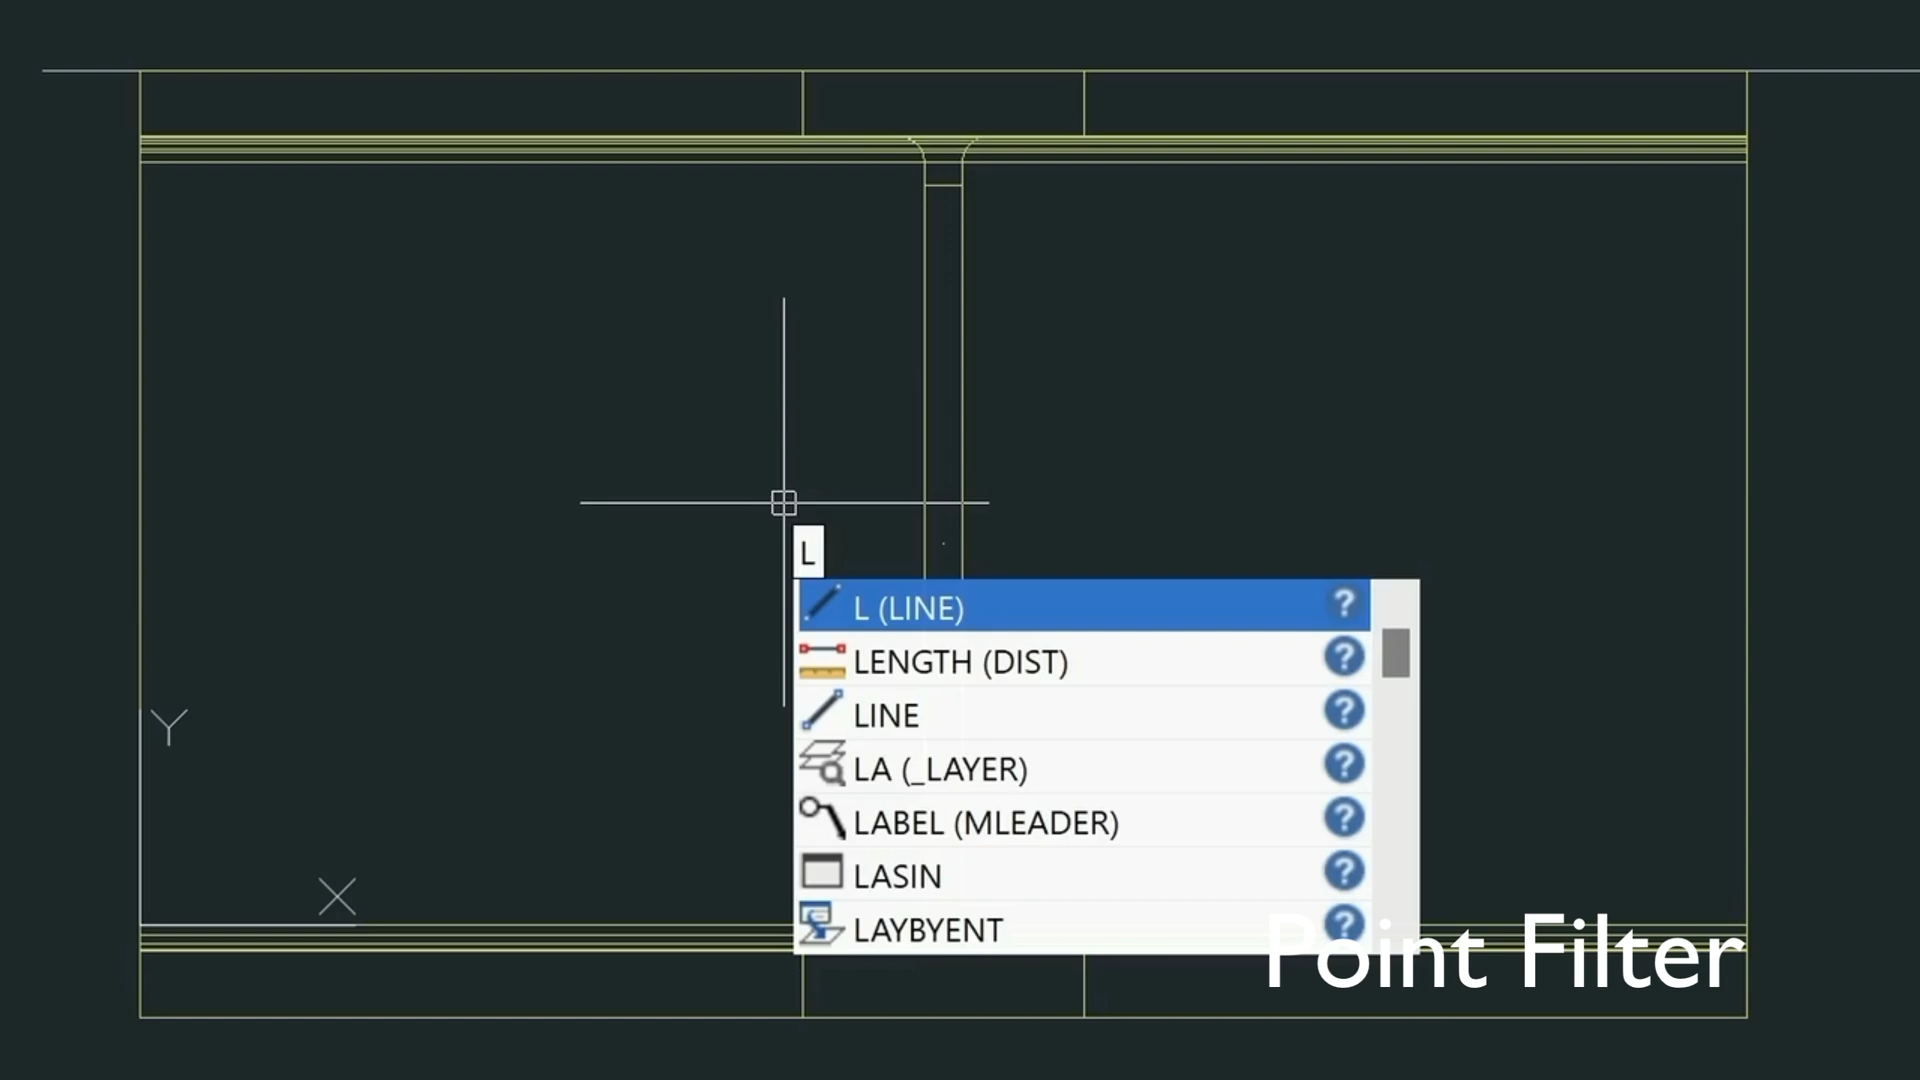 L
L (LINE)
LENGTH (DIST)
LINE
LA (_LAYER)
LABEL (MLEADER)
LASIN
LAYBYENT
Point Filter
Y
X